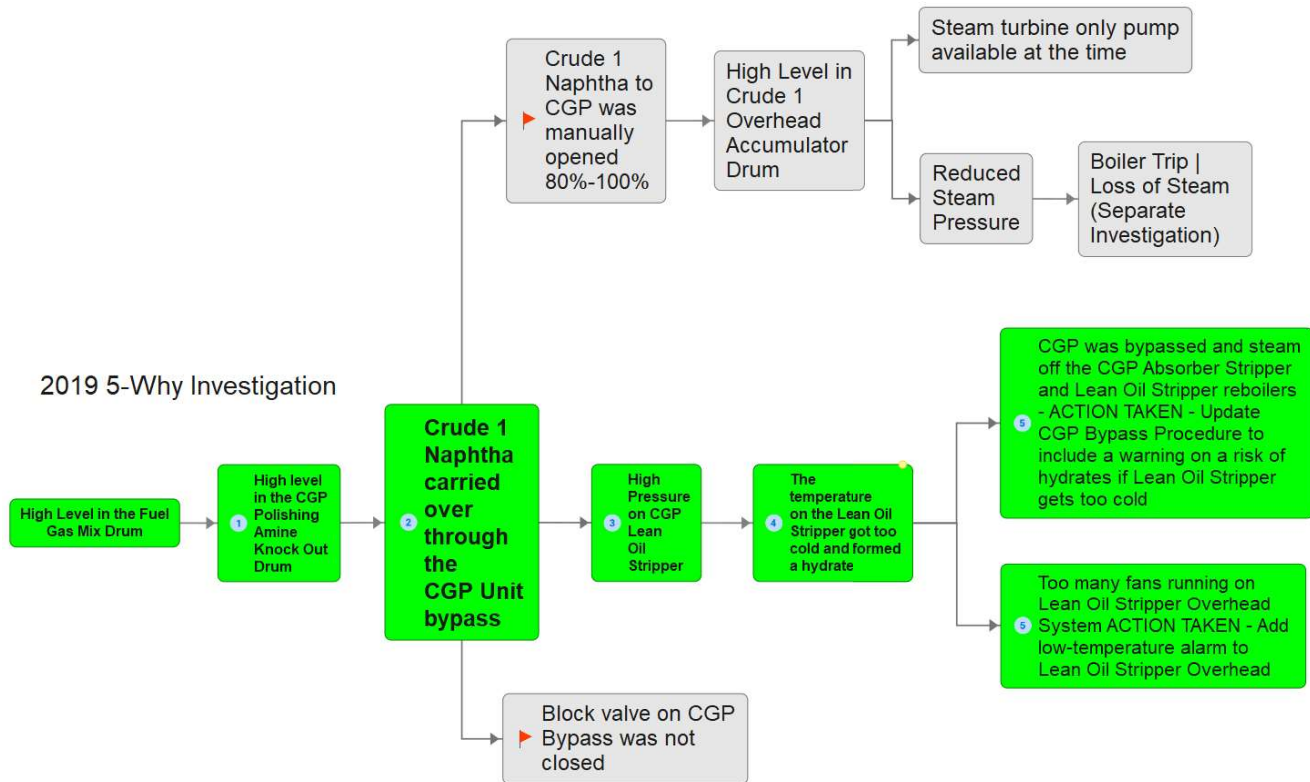 Steam turbine only pump
available at the time
Crude 1
Naphtha to
CGP was
manually
opened
80%-100%
High Level in
Crude 1
Overhead
Accumulator
Drum
Reduced
Steam
Pressure
Boiler Trip |
Loss of Steam
(Separate
Investigation)
2019 5-Why Investigation
High Level in the Fuel
Gas Mix Drum
1
High level
in the CGP
Polishing
Amine
Knock Out
Drum
2
Crude 1
Naphtha
carried
over
through
the
CGP Unit
bypass
3
High
Pressure
on CGP
Lean
Oil
Stripper
4
The
temperature
on the Lean Oil
Stripper got too
cold and formed
a hydrate
5
CGP was bypassed and steam
off the CGP Absorber Stripper
and Lean Oil Stripper reboilers
- ACTION TAKEN - Update
CGP Bypass Procedure to
include a warning on a risk of
hydrates if Lean Oil Stripper
gets too cold
5
Too many fans running on
Lean Oil Stripper Overhead
System ACTION TAKEN - Add
low-temperature alarm to
Lean Oil Stripper Overhead
Block valve on CGP
Bypass was not
closed